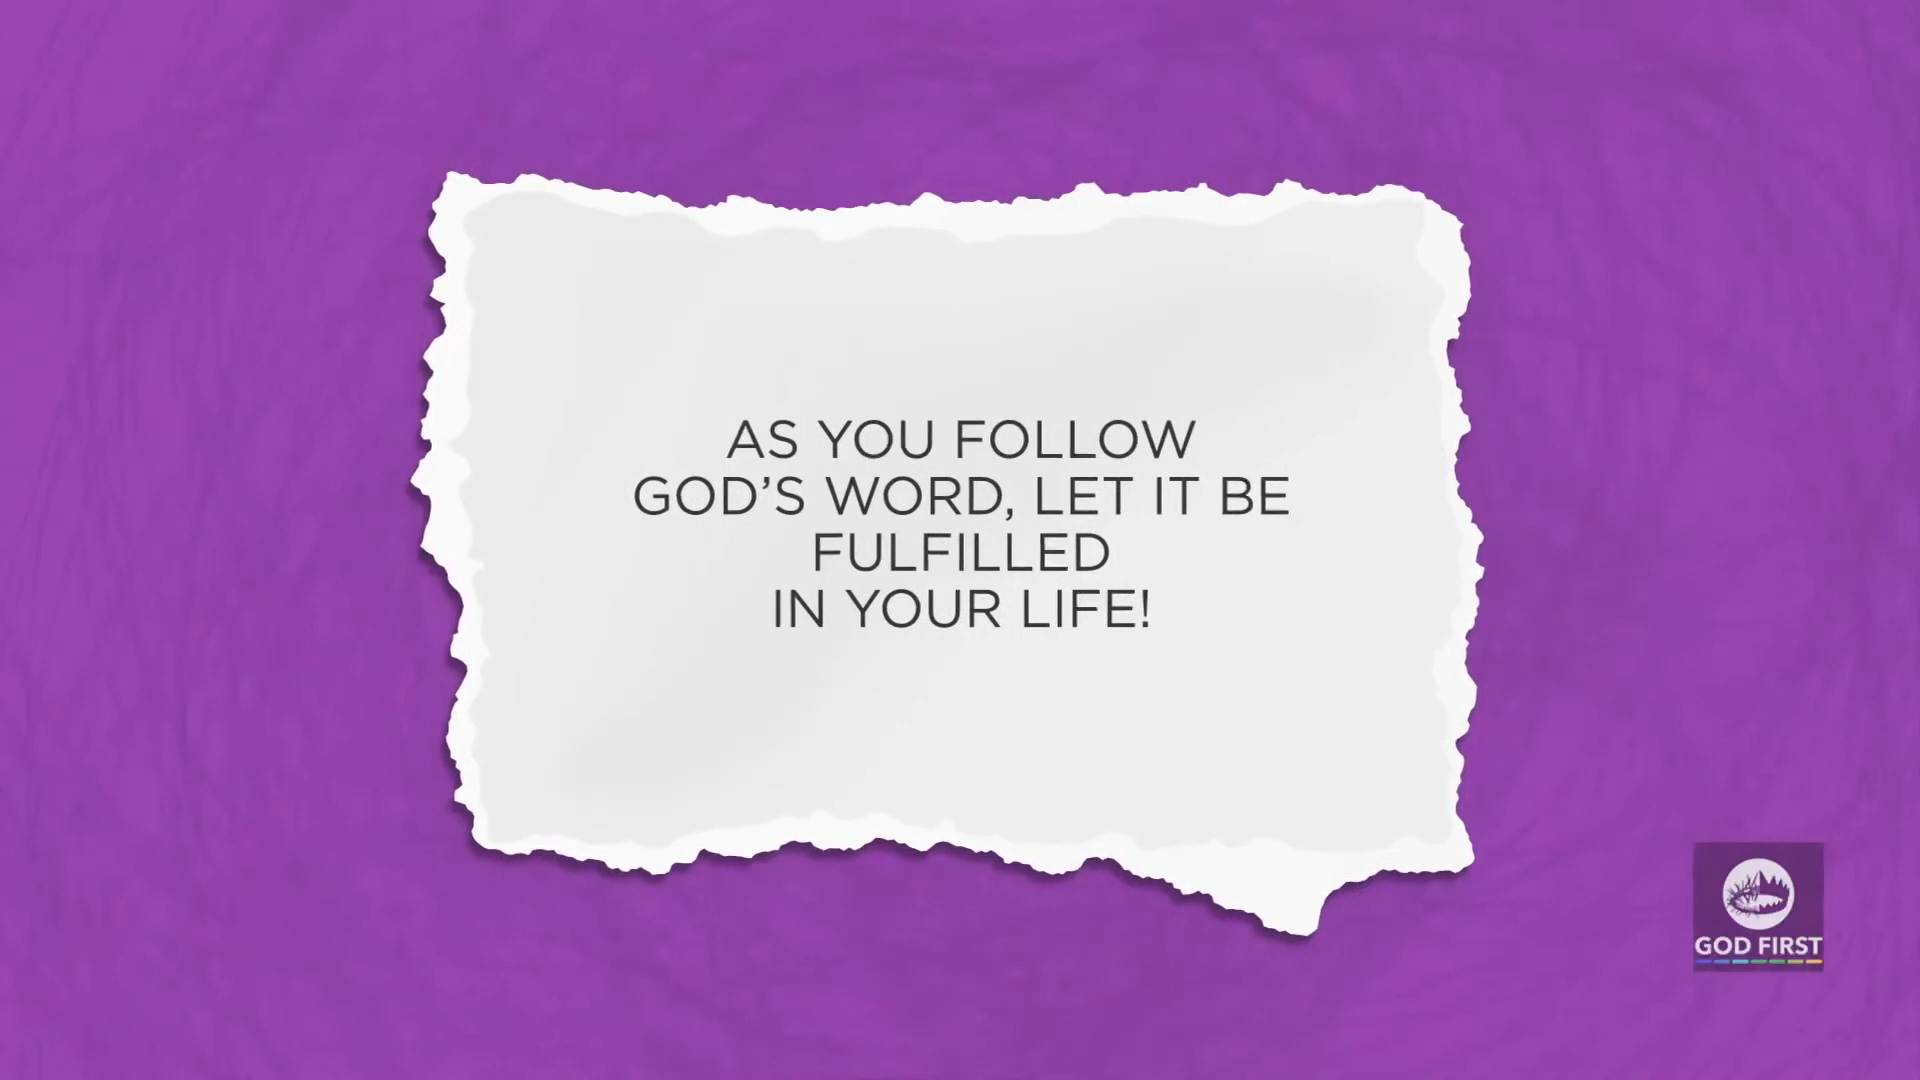 AS YOU FOLLOW
GOD’S WORD, LET IT BE
FULFILLED
IN YOUR LIFE!
GOD FIRST